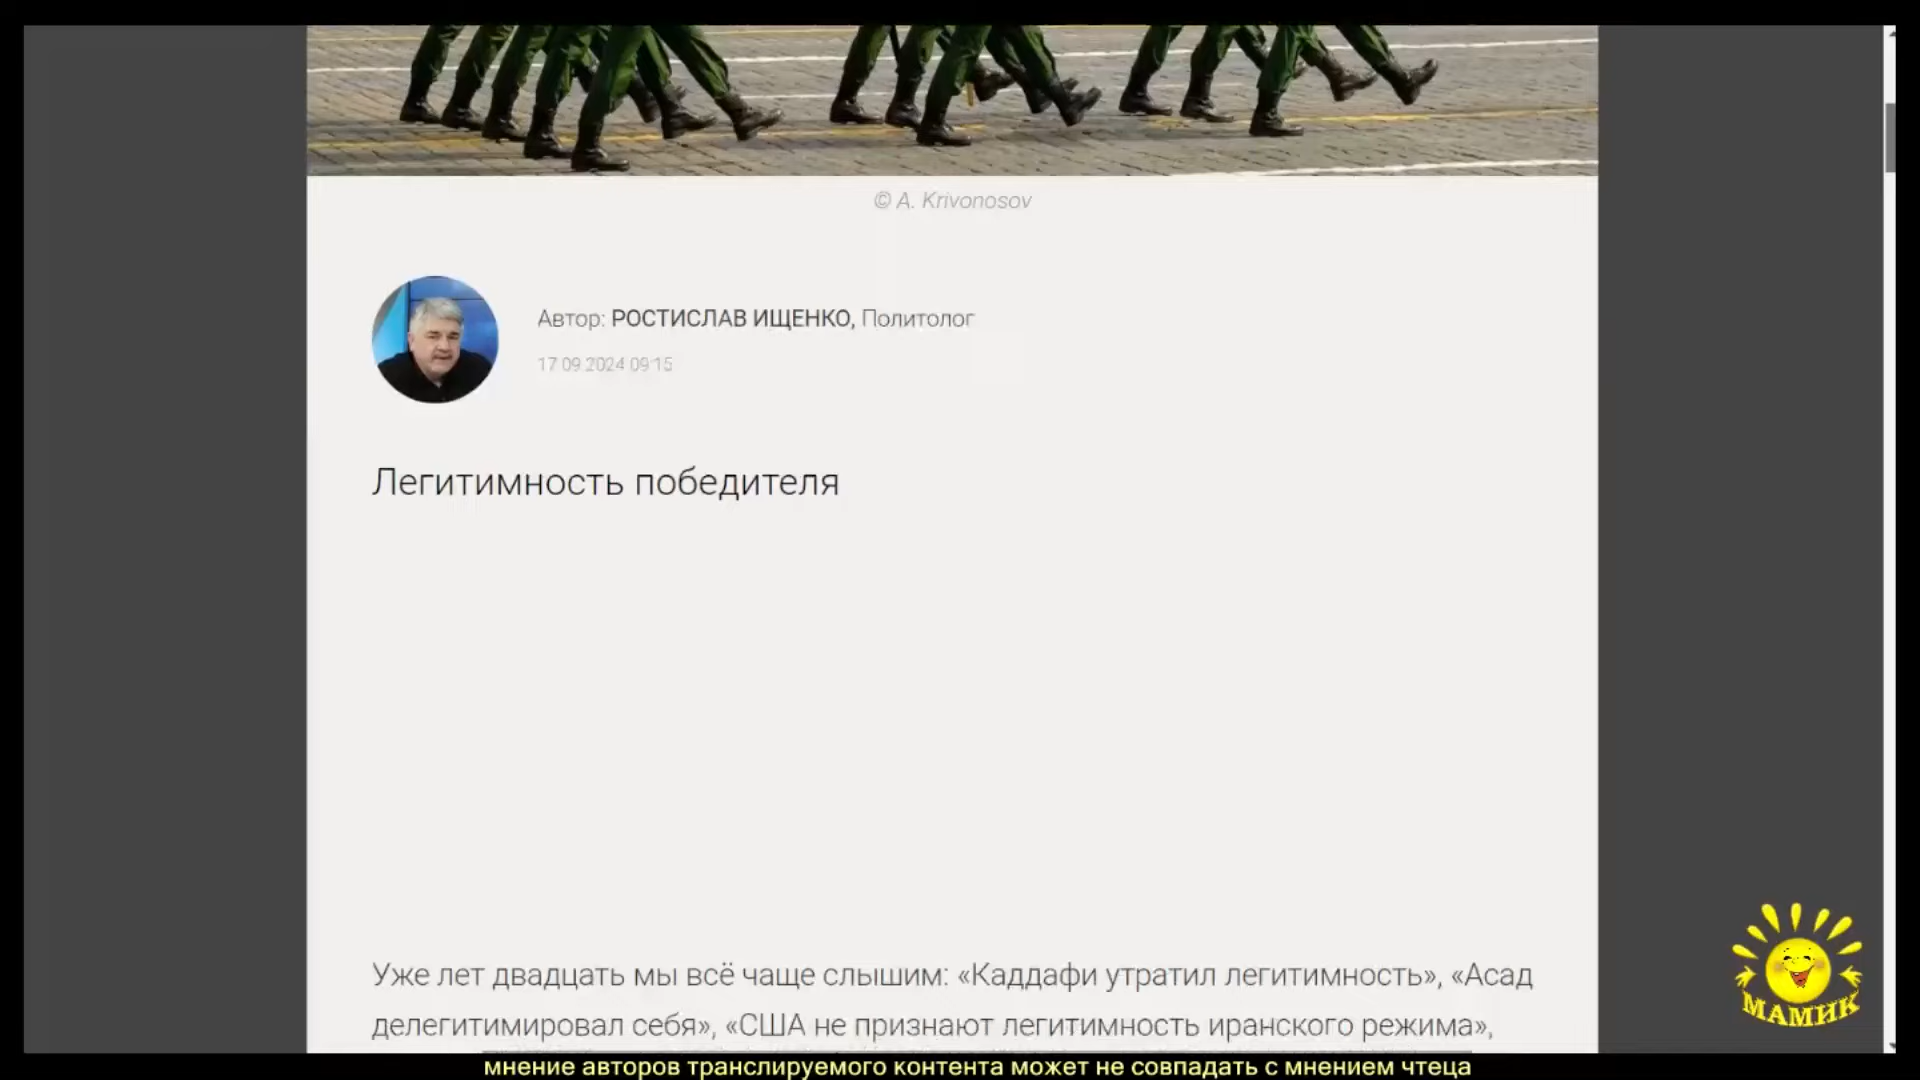 © A. Krivonosov
Автор: РОСТИСЛАВ ИЩЕНКО, Политолог
17.09.2024 09:15
Легитимность победителя
Уже лет двадцать мы всё чаще слышим: «Каддафи утратил легитимность», «Асад
делегитимировал себя», «США не признают легитимность иранского режима»,
МАМИК
мнение авторов транслируемого контента может не совпадать с мнением чтеца